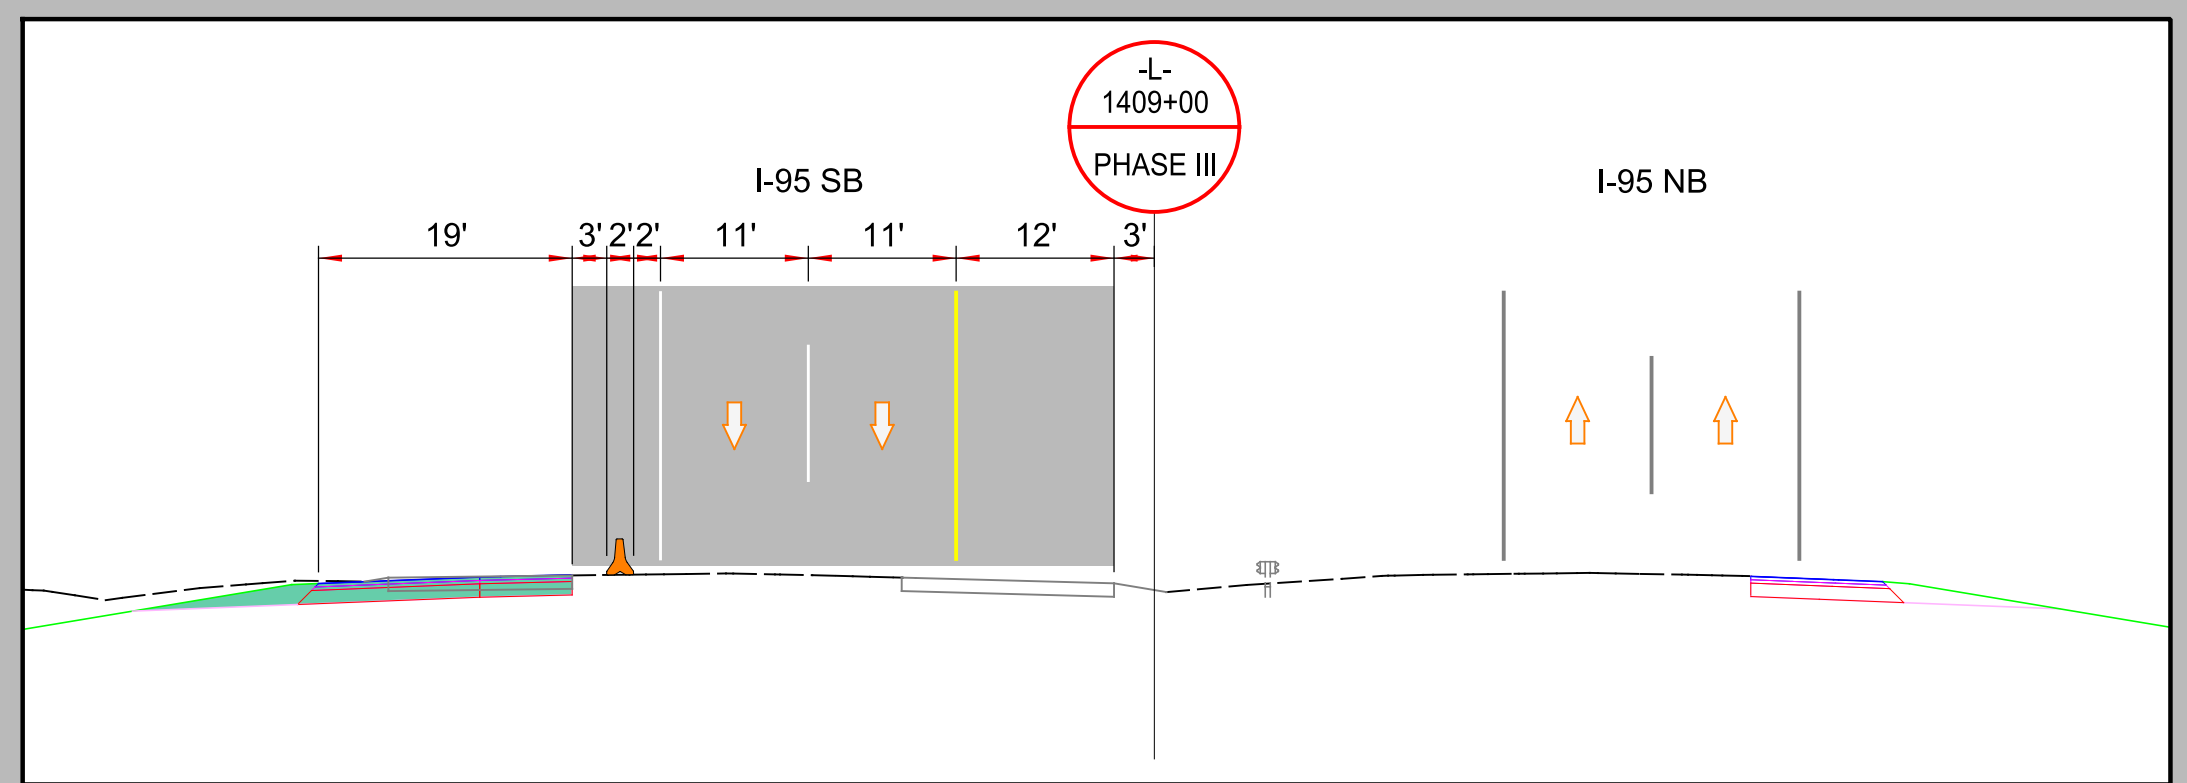 -L-
1409+00
PHASE III
I-95 SB
I-95 NB
19' 3' 2' 2' 11' 11' 12' 3'